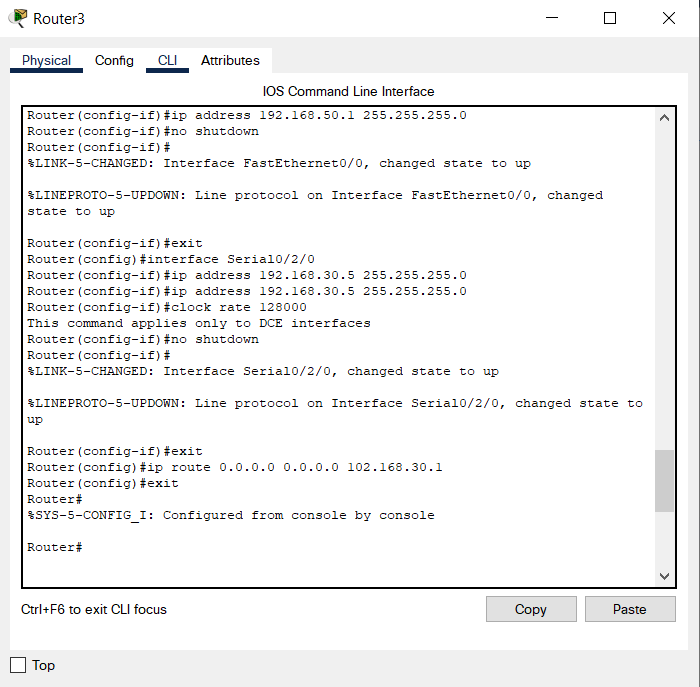 Router3
Physical Config CLI Attributes
IOS Command Line Interface
Router(config-if)#ip address 192.168.50.1 255.255.255.0
Router(config-if)#no shutdown
Router(config-if)#
%LINK-5-CHANGED: Interface FastEthernet0/0, changed state to up
%LINEPROTO-5-UPDOWN: Line protocol on Interface FastEthernet0/0, changed
state to up
Router(config-if)#exit
Router(config)#interface Serial0/2/0
Router(config-if)#ip address 192.168.30.5 255.255.255.0
Router(config-if)#ip address 192.168.30.5 255.255.255.0
Router(config-if)#clock rate 128000
This command applies only to DCE interfaces
Router(config-if)#no shutdown
Router(config-if)#
%LINK-5-CHANGED: Interface Serial0/2/0, changed state to up
%LINEPROTO-5-UPDOWN: Line protocol on Interface Serial0/2/0, changed state to
up
Router(config-if)#exit
Router(config)#ip route 0.0.0.0 0.0.0.0 102.168.30.1
Router(config)#exit
Router#
%SYS-5-CONFIG_I: Configured from console by console
Router#
Ctrl+F6 to exit CLI focus
Copy Paste
Top